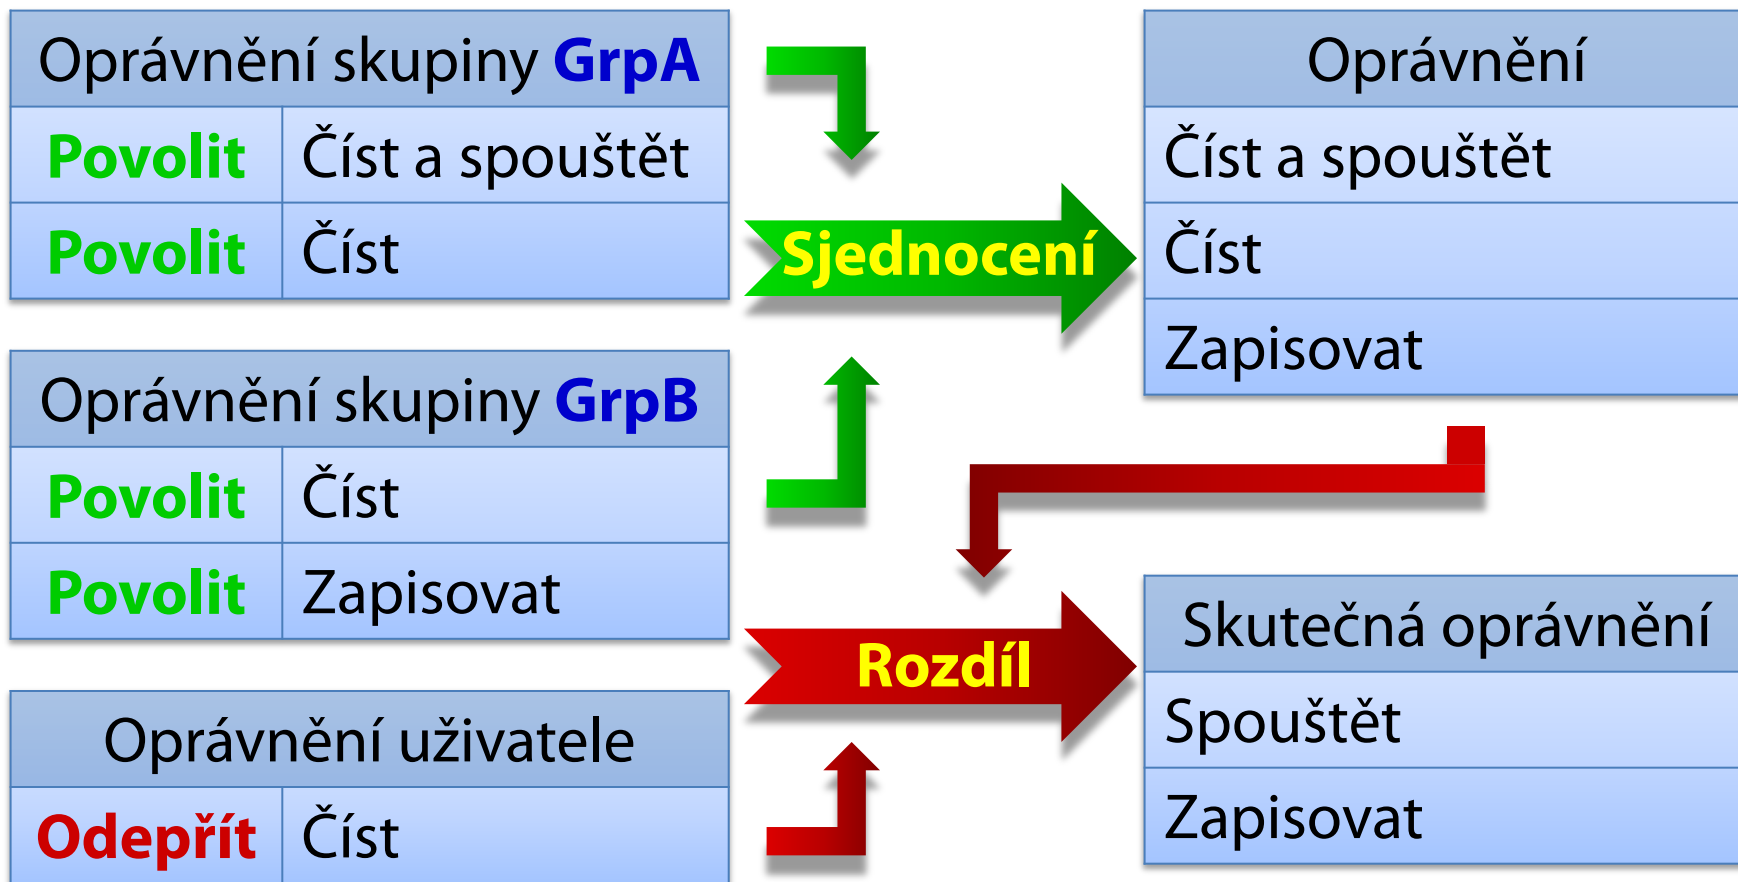 Oprávnění skupiny GrpA
Povolit Číst a spouštět
Povolit Číst
Oprávnění skupiny GrpB
Povolit Číst
Povolit Zapisovat
Oprávnění uživatele
Odepřít Číst
Sjednocení
Rozdíl
Oprávnění
Číst a spouštět
Číst
Zapisovat
Skutečná oprávnění
Spouštět
Zapisovat